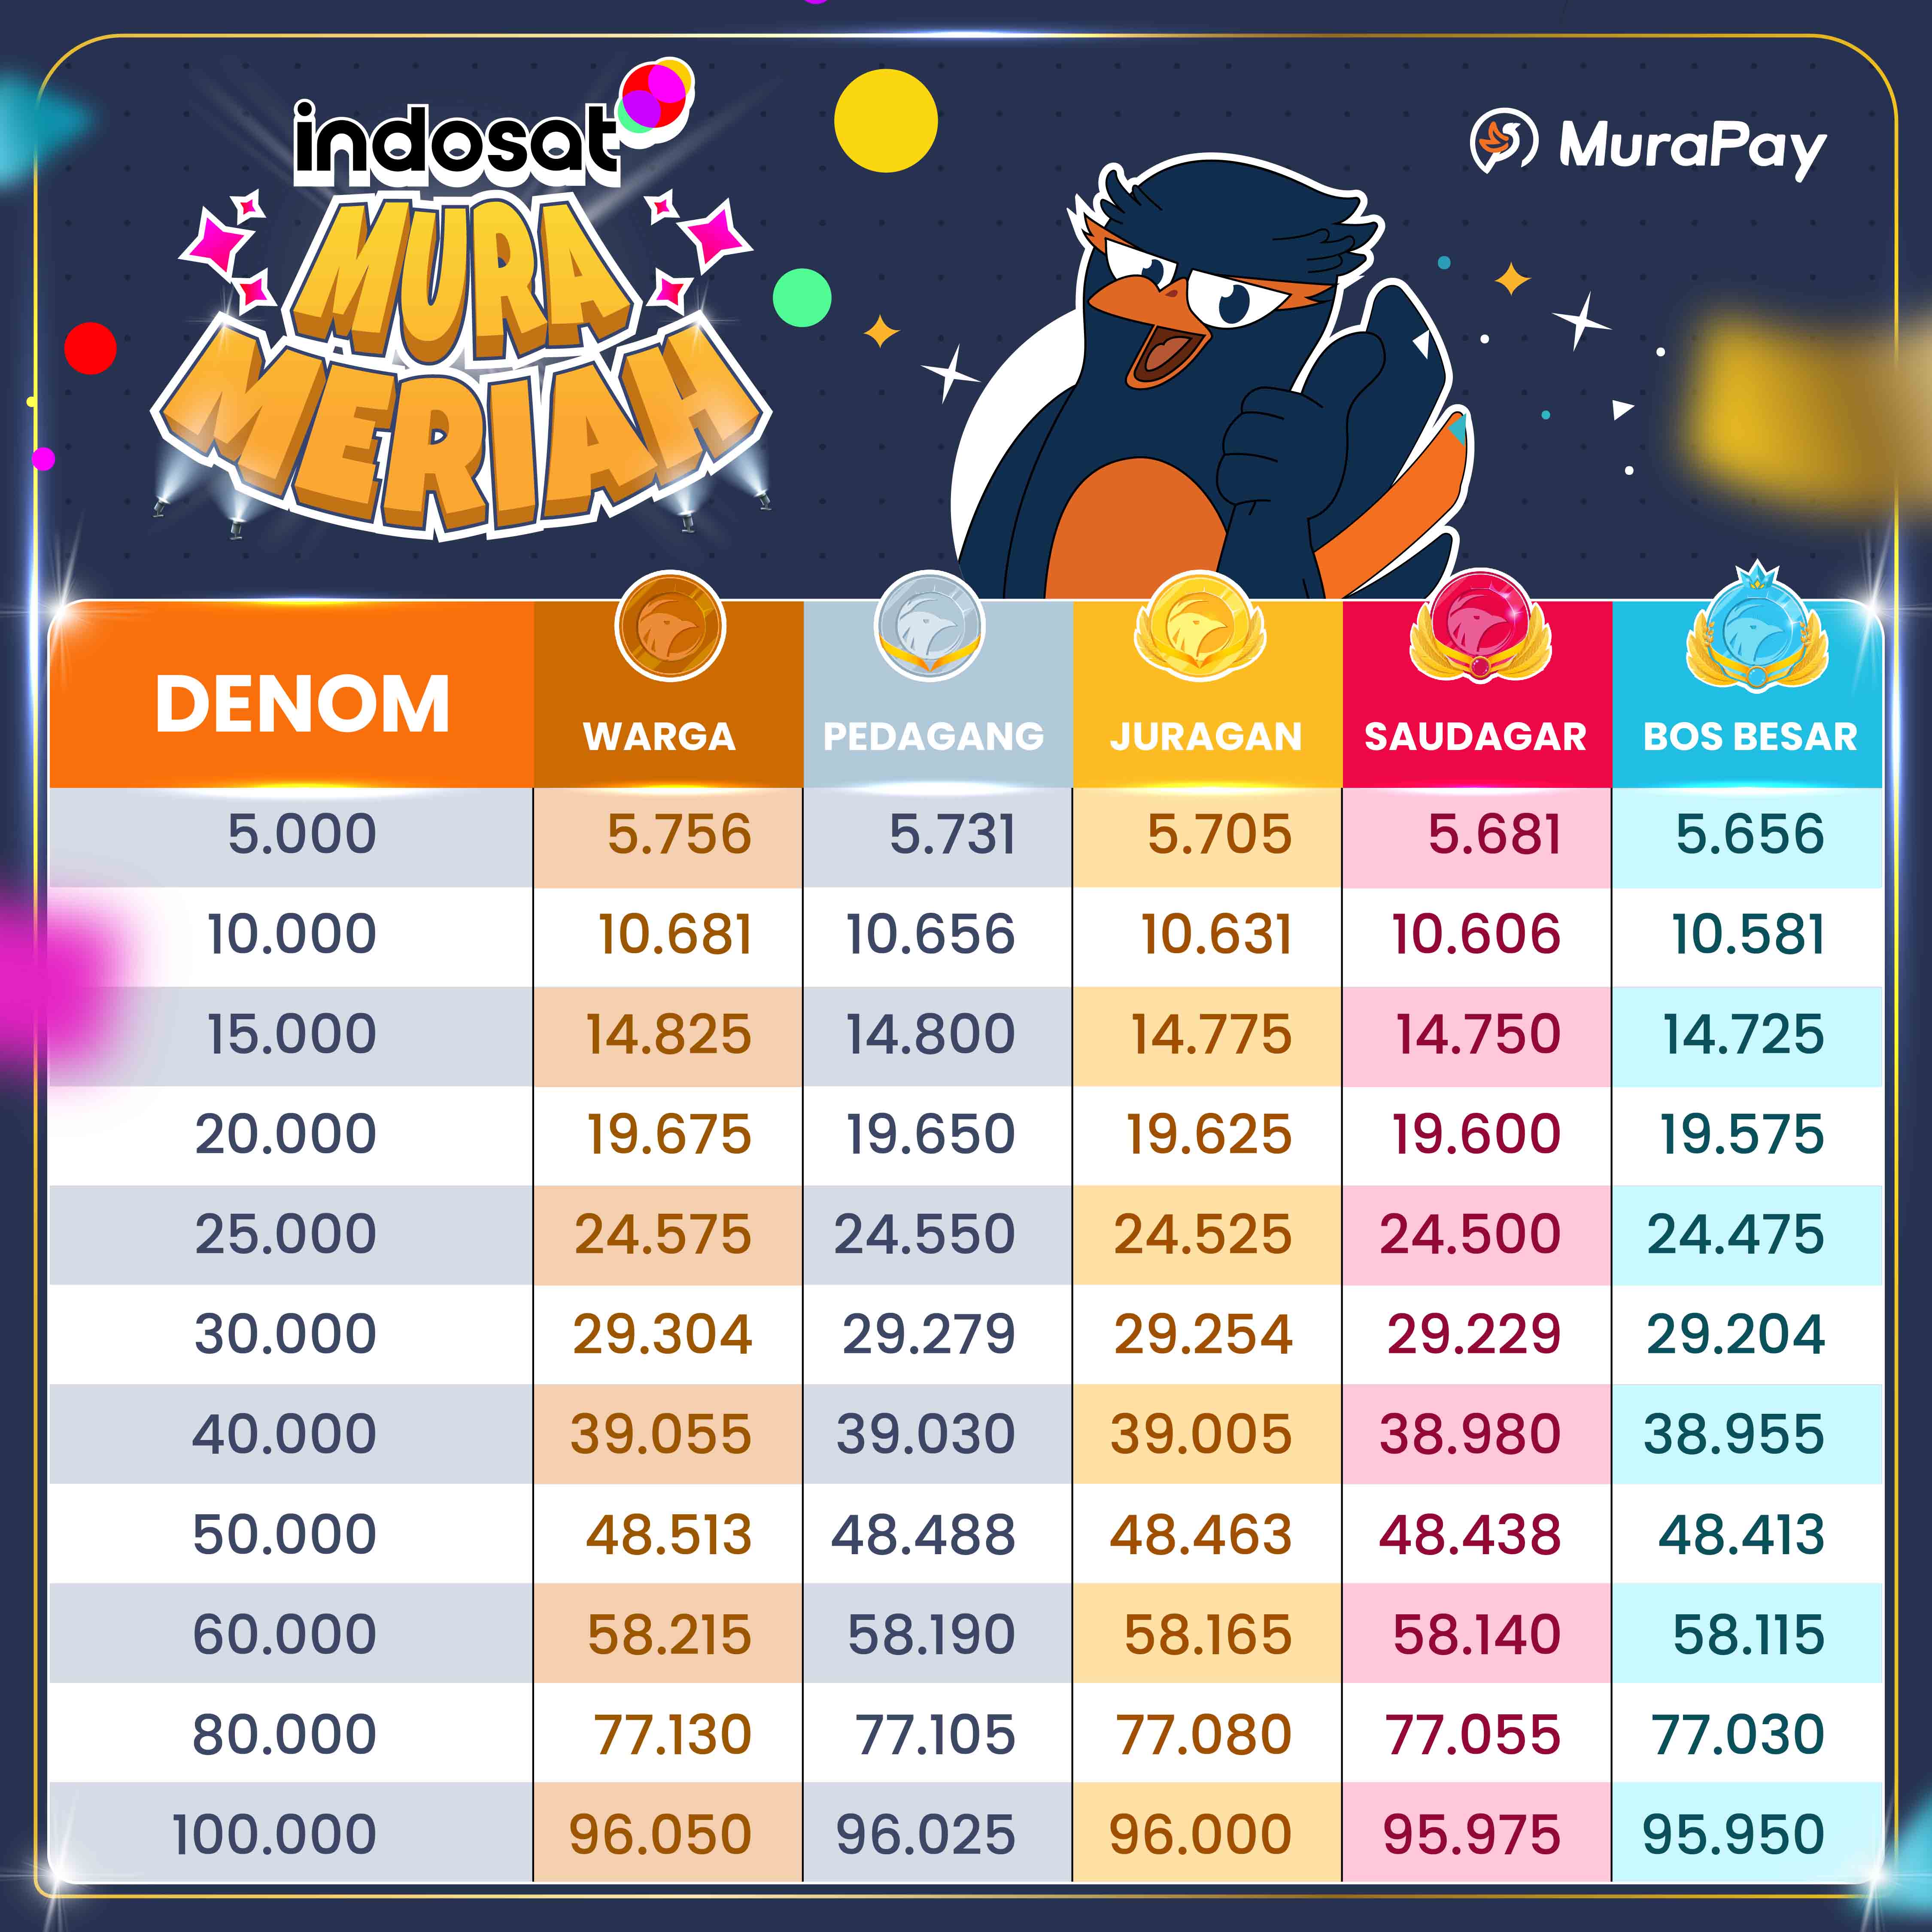 indosat
MURA
MERIAH
MuraPay
DENOM WARGA PEDAGANG JURAGAN SAUDAGAR BOS BESAR
5.000 5.756 5.731 5.705 5.681 5.656
10.000 10.681 10.656 10.631 10.606 10.581
15.000 14.825 14.800 14.775 14.750 14.725
20.000 19.675 19.650 19.625 19.600 19.575
25.000 24.575 24.550 24.525 24.500 24.475
30.000 29.304 29.279 29.254 29.229 29.204
40.000 39.055 39.030 39.005 38.980 38.955
50.000 48.513 48.488 48.463 48.438 48.413
60.000 58.215 58.190 58.165 58.140 58.115
80.000 77.130 77.105 77.080 77.055 77.030
100.000 96.050 96.025 96.000 95.975 95.950